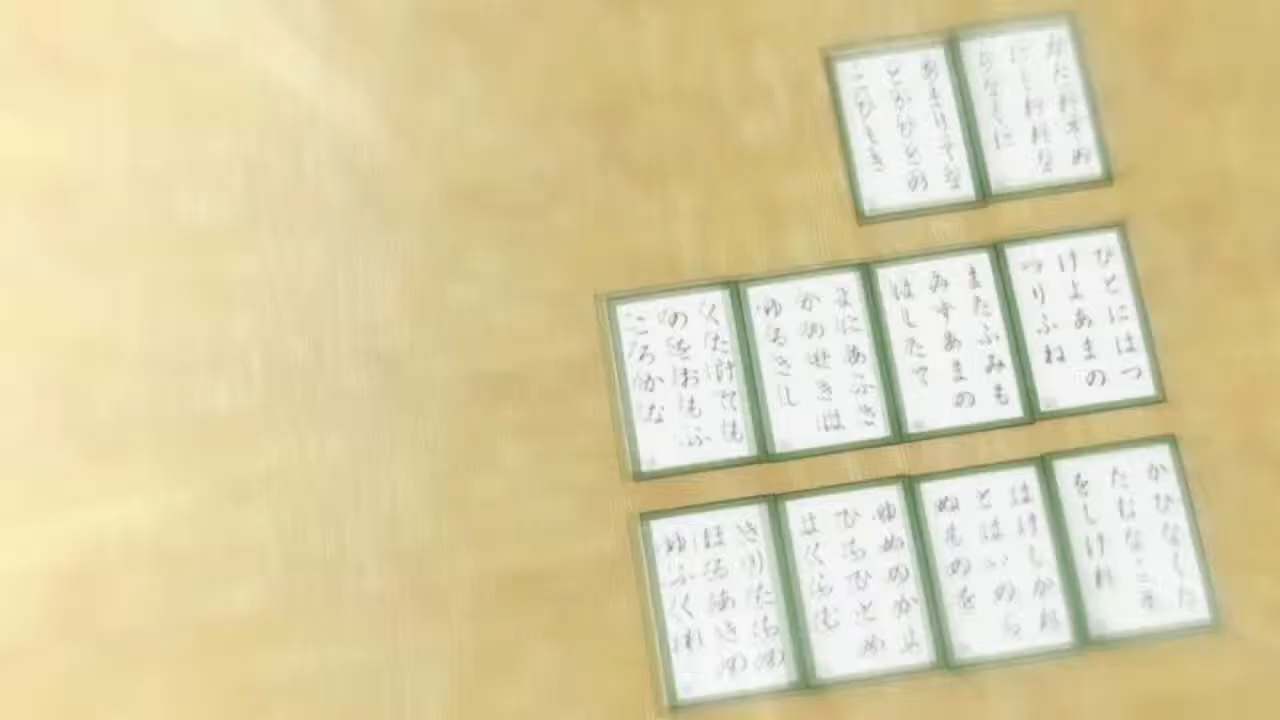 みたれそめ
にしわれな
らなくに
あまりてな
とかひとの
こひしき
ひとにはつ
けよあまの
つりふね
またふみも
みすあまの
はしたて
よにあふさ
かのせきは
ゆるさし
くたけても
のをおもふ
ころかな
かひなくた
たむなこそ
をしけれ
はけしかれ
とはいのら
ぬものを
ゆめのかよ
ひちひとめ
よくらむ
きりたちの
ほるあきの
ゆふくれ